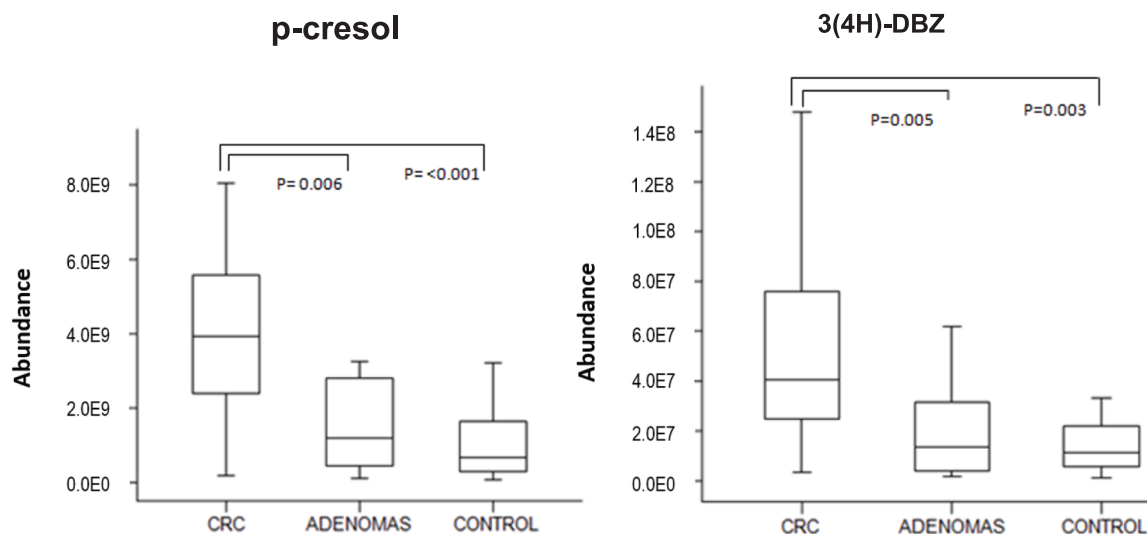 p-cresol
Abundance
8.0E9
6.0E9
4.0E9
2.0E9
0.0E0
P= 0.006
P= <0.001
CRC
ADENOMAS
CONTROL
3(4H)-DBZ
Abundance
1.4E8
1.2E8
1.0E8
8.0E7
6.0E7
4.0E7
2.0E7
0.0E0
P=0.005
P=0.003
CRC
ADENOMAS
CONTROL